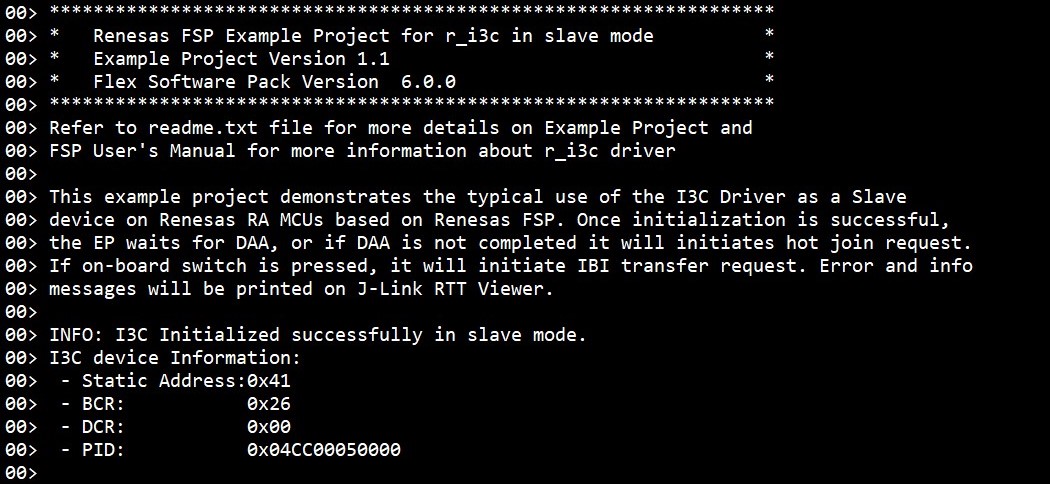 00> ******************************************************************
00> *   Renesas FSP Example Project for r_i3c in slave mode          *
00> *   Example Project Version 1.1                                  *
00> *   Flex Software Pack Version  6.0.0                            *
00> ******************************************************************
00> Refer to readme.txt file for more details on Example Project and
00> FSP User's Manual for more information about r_i3c driver
00>
00> This example project demonstrates the typical use of the I3C Driver as a Slave
00> device on Renesas RA MCUs based on Renesas FSP. Once initialization is successful,
00> the EP waits for DAA, or if DAA is not completed it will initiates hot join request.
00> If on-board switch is pressed, it will initiate IBI transfer request. Error and info
00> messages will be printed on J-Link RTT Viewer.
00>
00> INFO: I3C Initialized successfully in slave mode.
00> I3C device Information:
00>  - Static Address:0x41
00>  - BCR:           0x26
00>  - DCR:           0x00
00>  - PID:           0x04CC00050000
00>